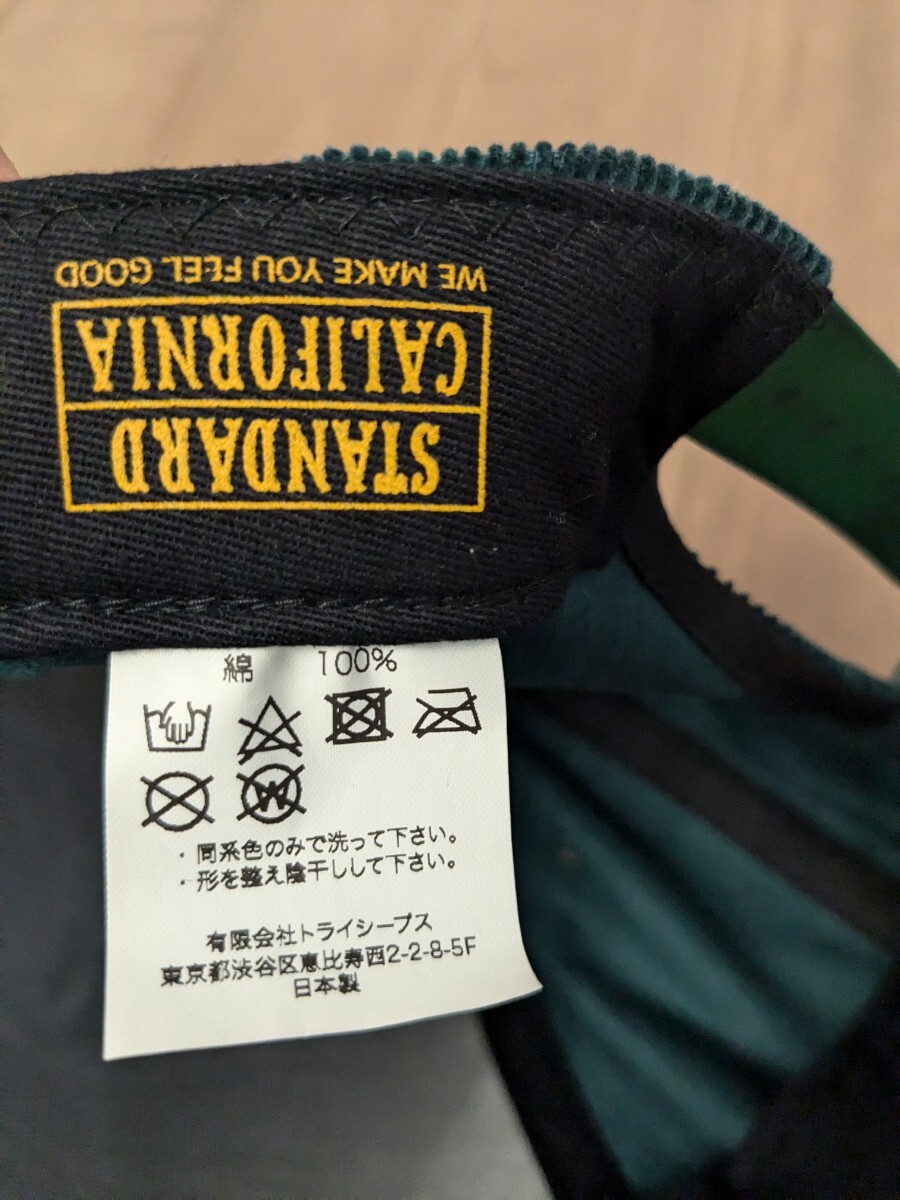 WE MAKE YOU FEEL GOOD
STANDARD
CALIFORNIA
綿 100%
W
・同系色のみで洗って下さい。
・形を整え陰干しして下さい。
有限会社トライシープス
東京都渋谷区恵比寿西2-2-8-5F
日本製